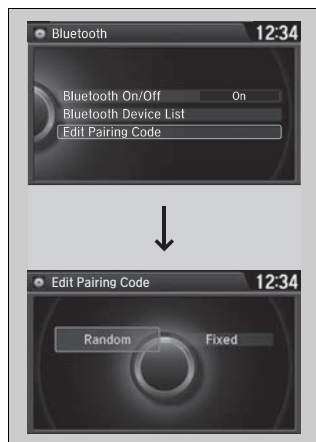 Bluetooth 12:34
Bluetooth On/Off On
Bluetooth Device List
Edit Pairing Code
Edit Pairing Code 12:34
Random Fixed